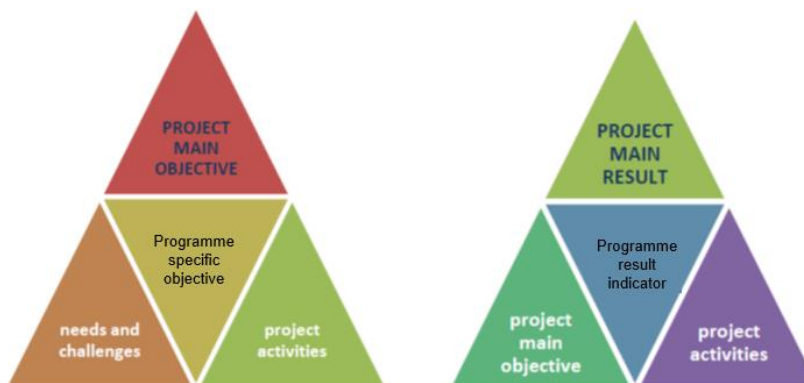 PROJECT
MAIN
OBJECTIVE
Programme
specific
objective
needs and
challenges
project
activities
PROJECT
MAIN
RESULT
Programme
result
indicator
project
main
objective
project
activities